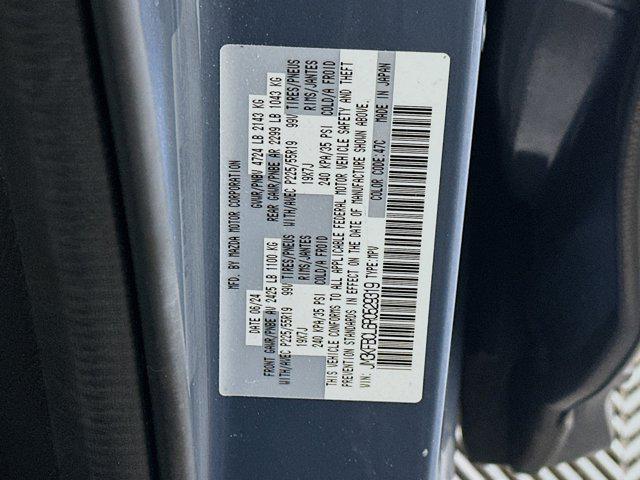 MFD. BY MAZDA MOTOR CORPORATION
DATE 06/24 GVWR/PNBV 4724 LB 2143 KG
FRONT GAWR/PNBE AV 2425 LB 1100 KG REAR GAWR/PNBE AR 2299 LB 1043 KG
WITH/AVEC P225/55R19 99V TIRES/PNEUS WITH/AVEC P225/55R19 99V TIRES/PNEUS
19X7J RIMS/JANTES 19X7J RIMS/JANTES
240 KPA/35 PSI COLD/A FROID 240 KPA/35 PSI COLD/A FROID
THIS VEHICLE CONFORMS TO ALL APPLICABLE FEDERAL MOTOR VEHICLE SAFETY AND THEFT
PREVENTION STANDARDS IN EFFECT ON THE DATE OF MANUFACTURE SHOWN ABOVE.
VIN: JM3KFBCL6R0529319 TYPE:MPV COLOR CODE:47C MADE IN JAPAN